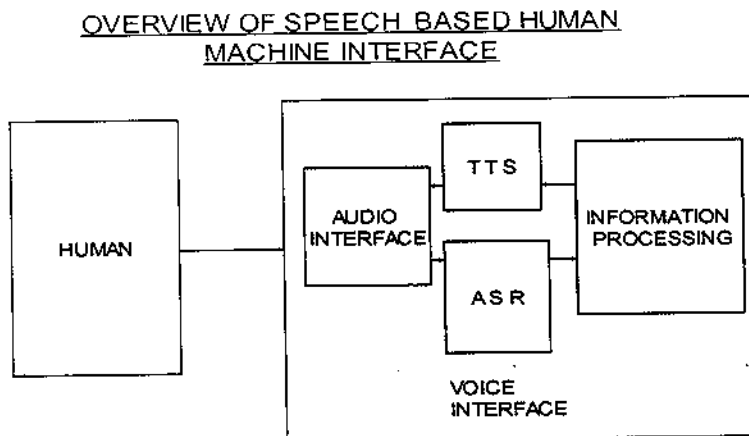 OVERVIEW OF SPEECH BASED HUMAN
MACHINE INTERFACE
HUMAN
AUDIO
INTERFACE
TTS
ASR
INFORMATION
PROCESSING
VOICE
INTERFACE